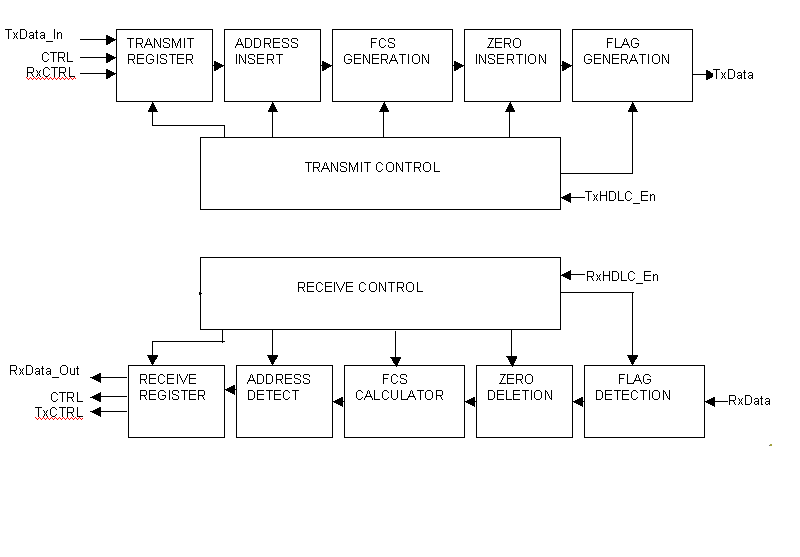 TxData_In
CTRL
RxCTRL
TRANSMIT
REGISTER
ADDRESS
INSERT
FCS
GENERATION
ZERO
INSERTION
FLAG
GENERATION
TxData
TRANSMIT CONTROL
TxHDLC_En
RECEIVE CONTROL
RxHDLC_En
RxData_Out
CTRL
TxCTRL
RECEIVE
REGISTER
ADDRESS
DETECT
FCS
CALCULATOR
ZERO
DELETION
FLAG
DETECTION
RxData